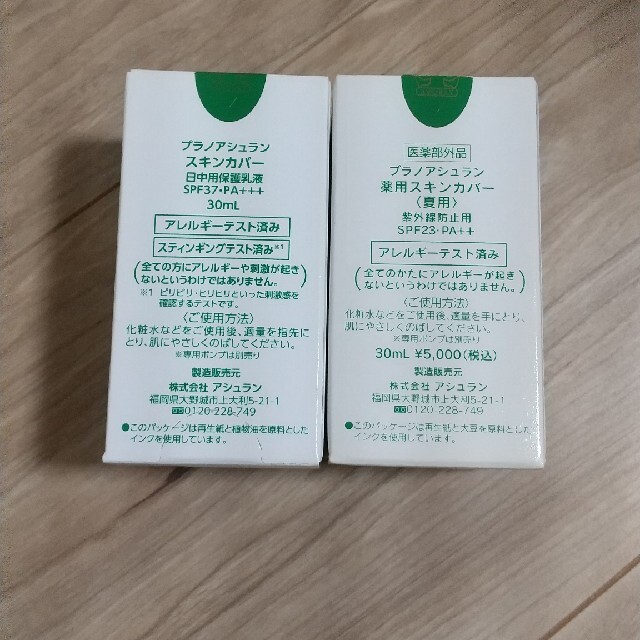 プラノアシュラン
スキンカバー
日中用保護乳液
SPF37・PA+++
30mL
アレルギーテスト済み
スティンギングテスト済み※1
(全ての方にアレルギーや刺激が起き
ないというわけではありません。)
※1 ピリピリ・ヒリヒリといった刺激感を
確認するテストです。
〈ご使用方法〉
化粧水などをご使用後、適量を指先に
とり、肌にやさしくのばしてください。
※専用ポンプは別売り
製造販売元
株式会社 アシュラン
福岡県大野城市上大利5-21-1
0120-228-749
●このパッケージは再生紙と植物油を原料とした
インクを使用しています。
医薬部外品
プラノアシュラン
薬用スキンカバー
〈夏用〉
紫外線防止用
SPF23・PA++
アレルギーテスト済み
(全てのかたにアレルギーが起き
ないというわけではありません。)
〈ご使用方法〉
化粧水などをご使用後、適量を手にとり、
肌にやさしくのばしてください。
※専用ポンプは別売り
30mL ¥5,000(税込)
製造販売元
株式会社 アシュラン
福岡県大野城市上大利5-21-1
0120-228-749
●このパッケージは再生紙と大豆を原料とした
インクを使用しています。